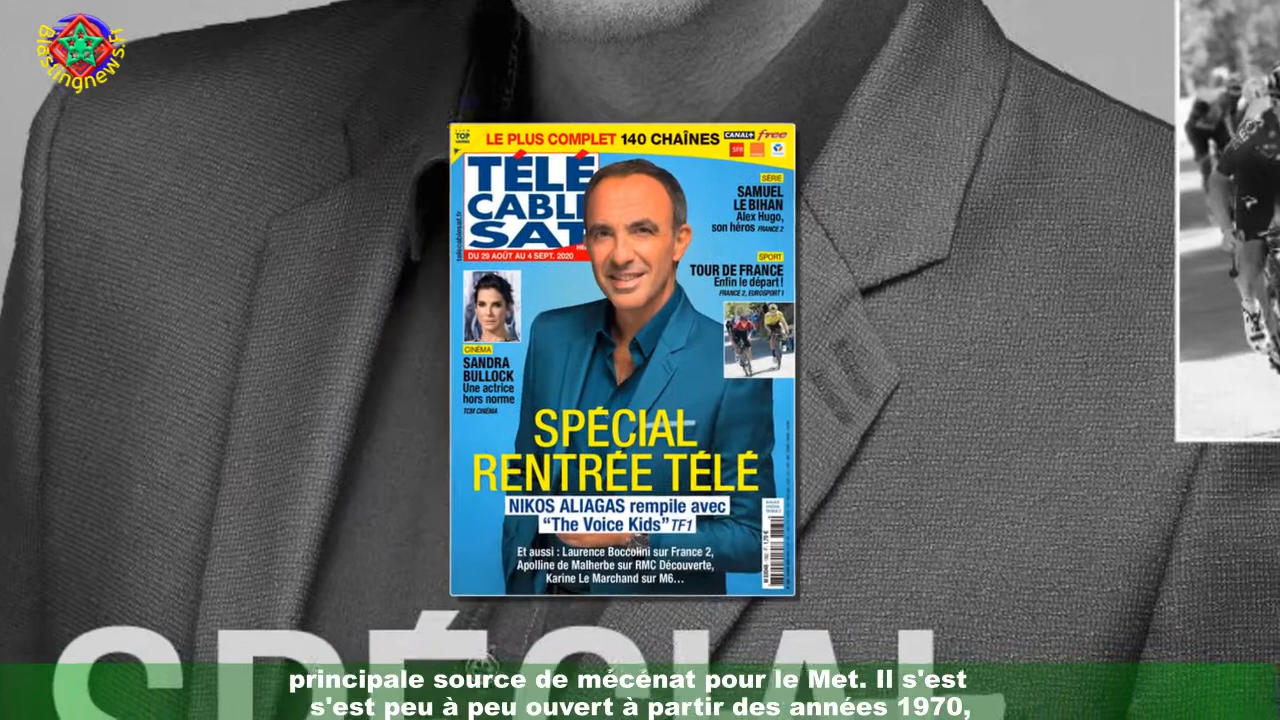 Blastingnews.fr
TOP
LE PLUS COMPLET 140 CHAÎNES CANAL+ free
SFR
TÉLÉ
CABLE
SAT
telecablesat.fr
DU 29 AOÛT AU 4 SEPT. 2020
SÉRIE
SAMUEL
LE BIHAN
Alex Hugo,
son héros FRANCE 2
SPORT
TOUR DE FRANCE
Enfin le départ !
FRANCE 2, EUROSPORT 1
CINÉMA
SANDRA
BULLOCK
Une actrice
hors norme
TCM CINÉMA
SPÉCIAL
RENTRÉE TÉLÉ
NIKOS ALIAGAS rempile avec
“The Voice Kids” TF1
Et aussi : Laurence Boccolini sur France 2,
Apolline de Malherbe sur RMC Découverte,
Karine Le Marchand sur M6...
SPÉCIAL
principale source de mécénat pour le Met. Il s'est
s'est peu à peu ouvert à partir des années 1970,